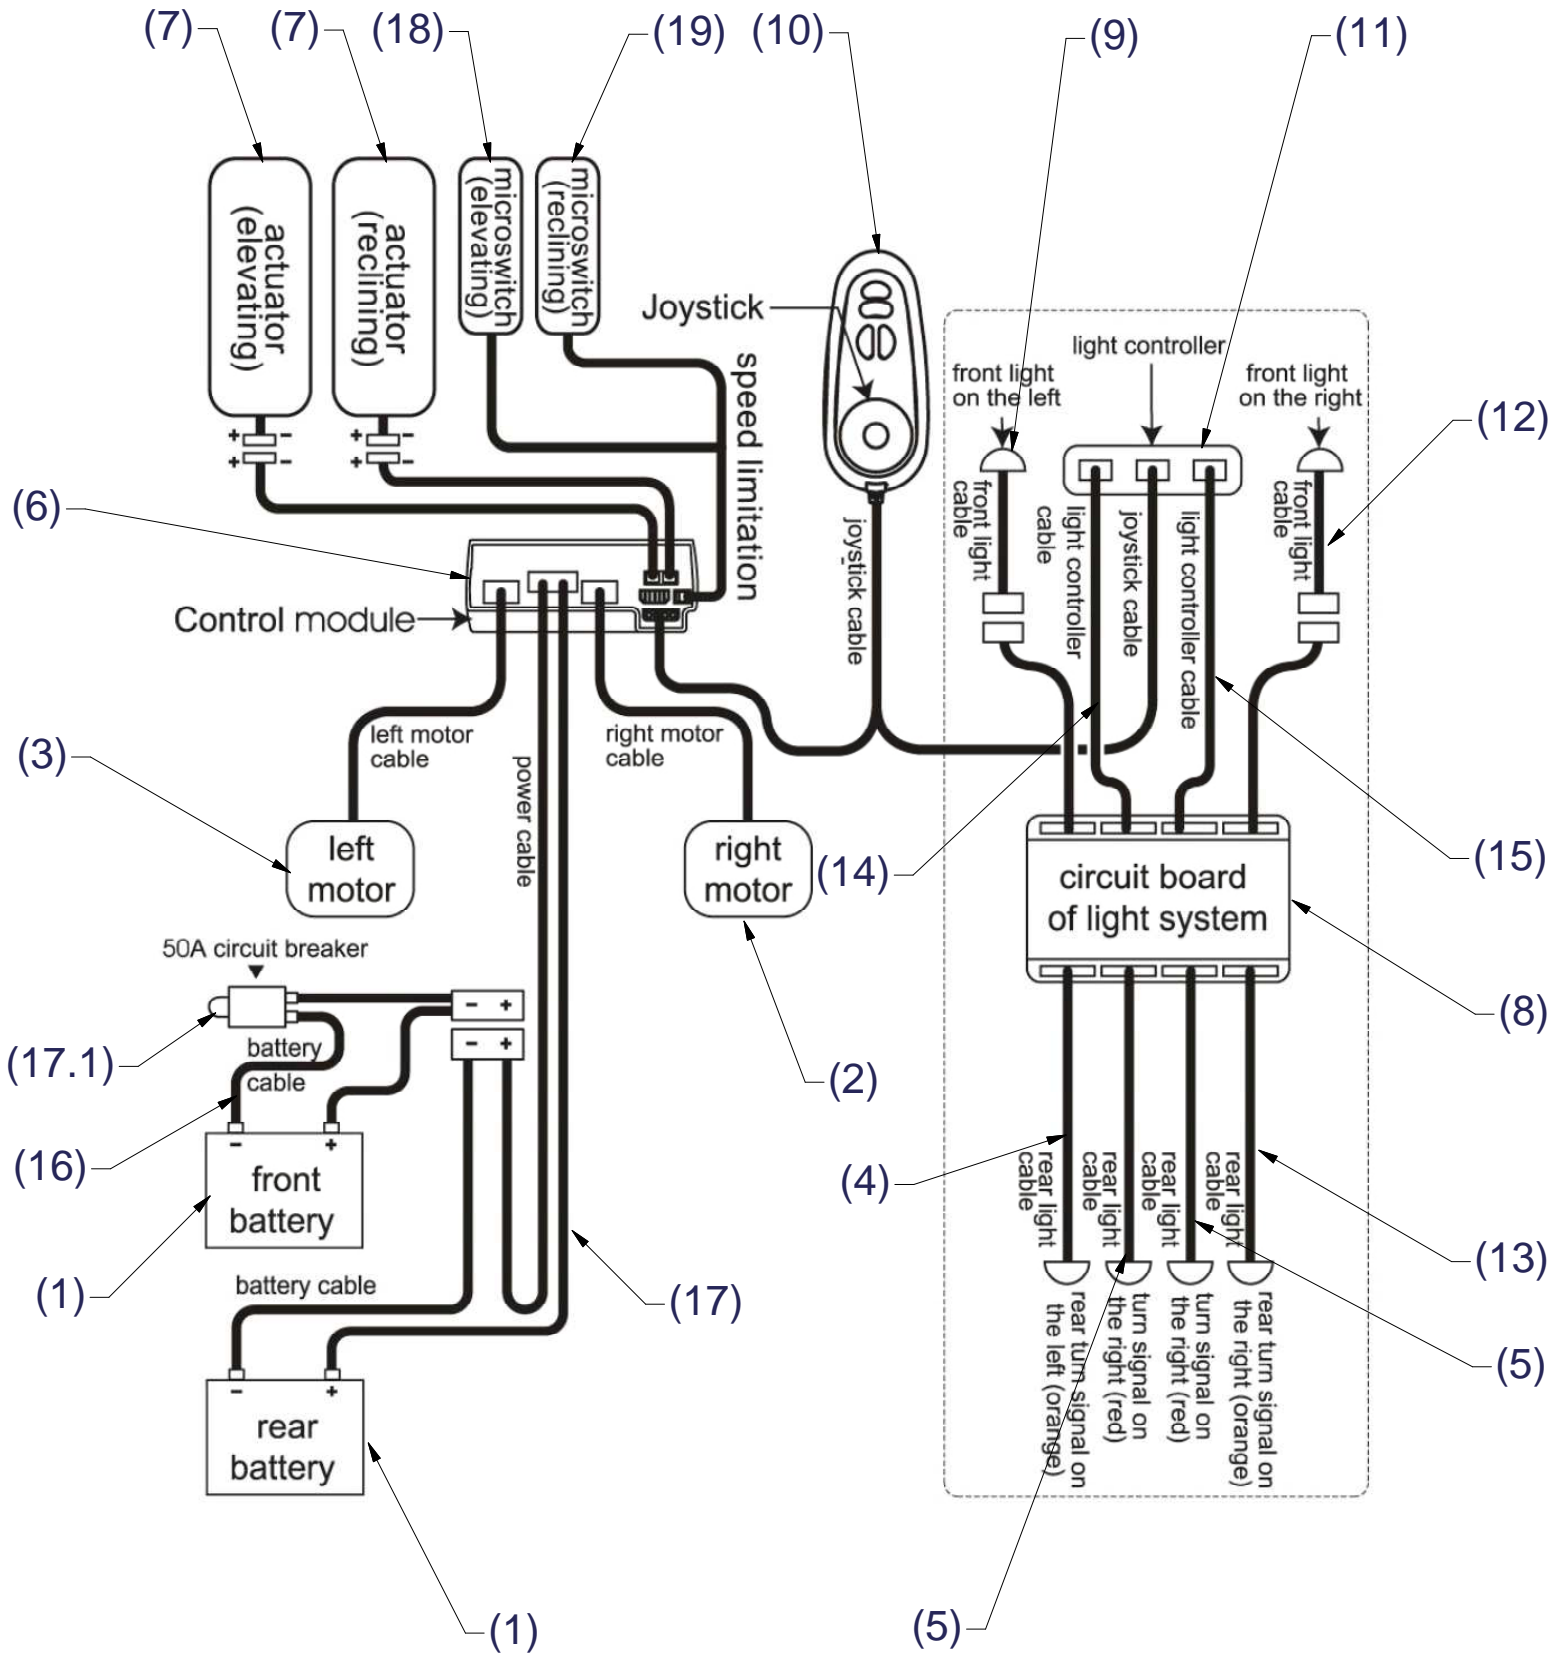 (7)
(7)
(18)
(19)
(10)
(9)
(11)
actuator
(elevating)
actuator
(reclining)
microswitch
(elevating)
microswitch
(reclining)
Joystick
speed limitation
light controller
front light
on the left
front light
on the right
(12)
+ −
+ −
+ −
+ −
(6)
Control module
joystick cable
front light
cable
light controller
cable
joystick cable
light controller cable
front light
cable
(3)
left motor
cable
right motor
cable
power cable
left
motor
right
motor
(14)
(15)
circuit board
of light system
(8)
50A circuit breaker
− +
− +
(17.1)
battery
cable
(2)
(16)
− +
front
battery
(1)
(4)
rear light
cable
rear light
cable
rear light
cable
rear light
cable
(13)
battery cable
(17)
rear turn signal on
the left (orange)
turn signal on
the right (red)
turn signal on
the right (red)
rear turn signal on
the right (orange)
(5)
− +
rear
battery
(1)
(5)